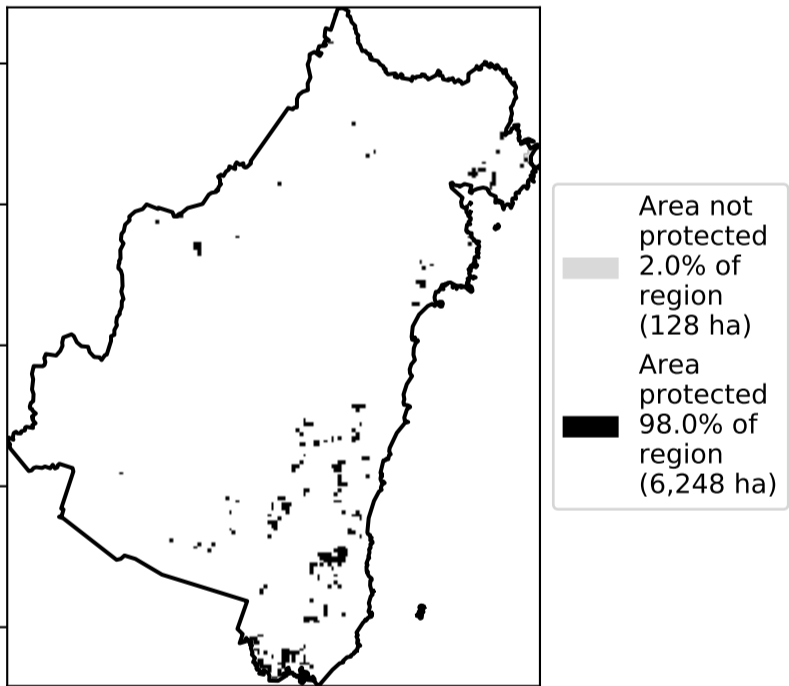 Area not
protected
2.0% of
region
(128 ha)
Area
protected
98.0% of
region
(6,248 ha)